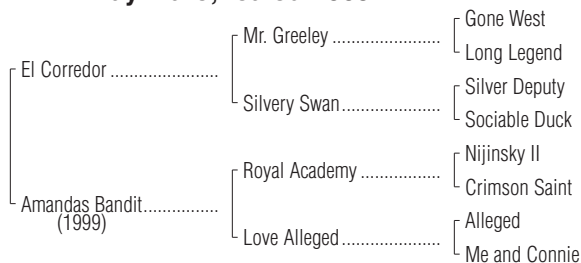 Gone West
Mr. Greeley
Long Legend
El Corredor
Silver Deputy
Silvery Swan
Sociable Duck
Nijinsky II
Royal Academy
Crimson Saint
Amandas Bandit
(1999)
Alleged
Love Alleged
Me and Connie